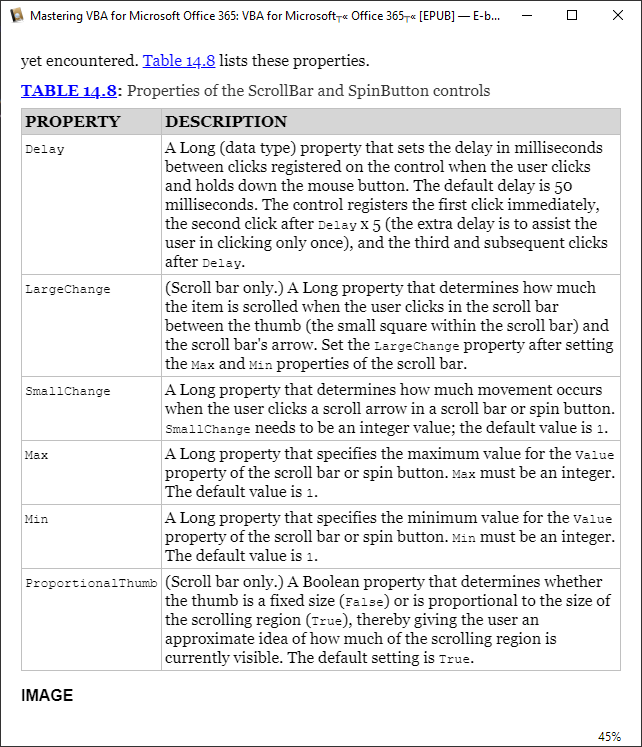 Mastering VBA for Microsoft Office 365: VBA for Microsoft┬« Office 365┬« [EPUB] — E-b...
yet encountered. Table 14.8 lists these properties.
TABLE 14.8: Properties of the ScrollBar and SpinButton controls
PROPERTY DESCRIPTION
Delay A Long (data type) property that sets the delay in milliseconds
between clicks registered on the control when the user clicks
and holds down the mouse button. The default delay is 50
milliseconds. The control registers the first click immediately,
the second click after Delay x 5 (the extra delay is to assist the
user in clicking only once), and the third and subsequent clicks
after Delay.
LargeChange (Scroll bar only.) A Long property that determines how much
the item is scrolled when the user clicks in the scroll bar
between the thumb (the small square within the scroll bar) and
the scroll bar's arrow. Set the LargeChange property after setting
the Max and Min properties of the scroll bar.
SmallChange A Long property that determines how much movement occurs
when the user clicks a scroll arrow in a scroll bar or spin button.
SmallChange needs to be an integer value; the default value is 1.
Max A Long property that specifies the maximum value for the Value
property of the scroll bar or spin button. Max must be an integer.
The default value is 1.
Min A Long property that specifies the minimum value for the Value
property of the scroll bar or spin button. Min must be an integer.
The default value is 1.
ProportionalThumb (Scroll bar only.) A Boolean property that determines whether
the thumb is a fixed size (False) or is proportional to the size of
the scrolling region (True), thereby giving the user an
approximate idea of how much of the scrolling region is
currently visible. The default setting is True.
IMAGE
45%